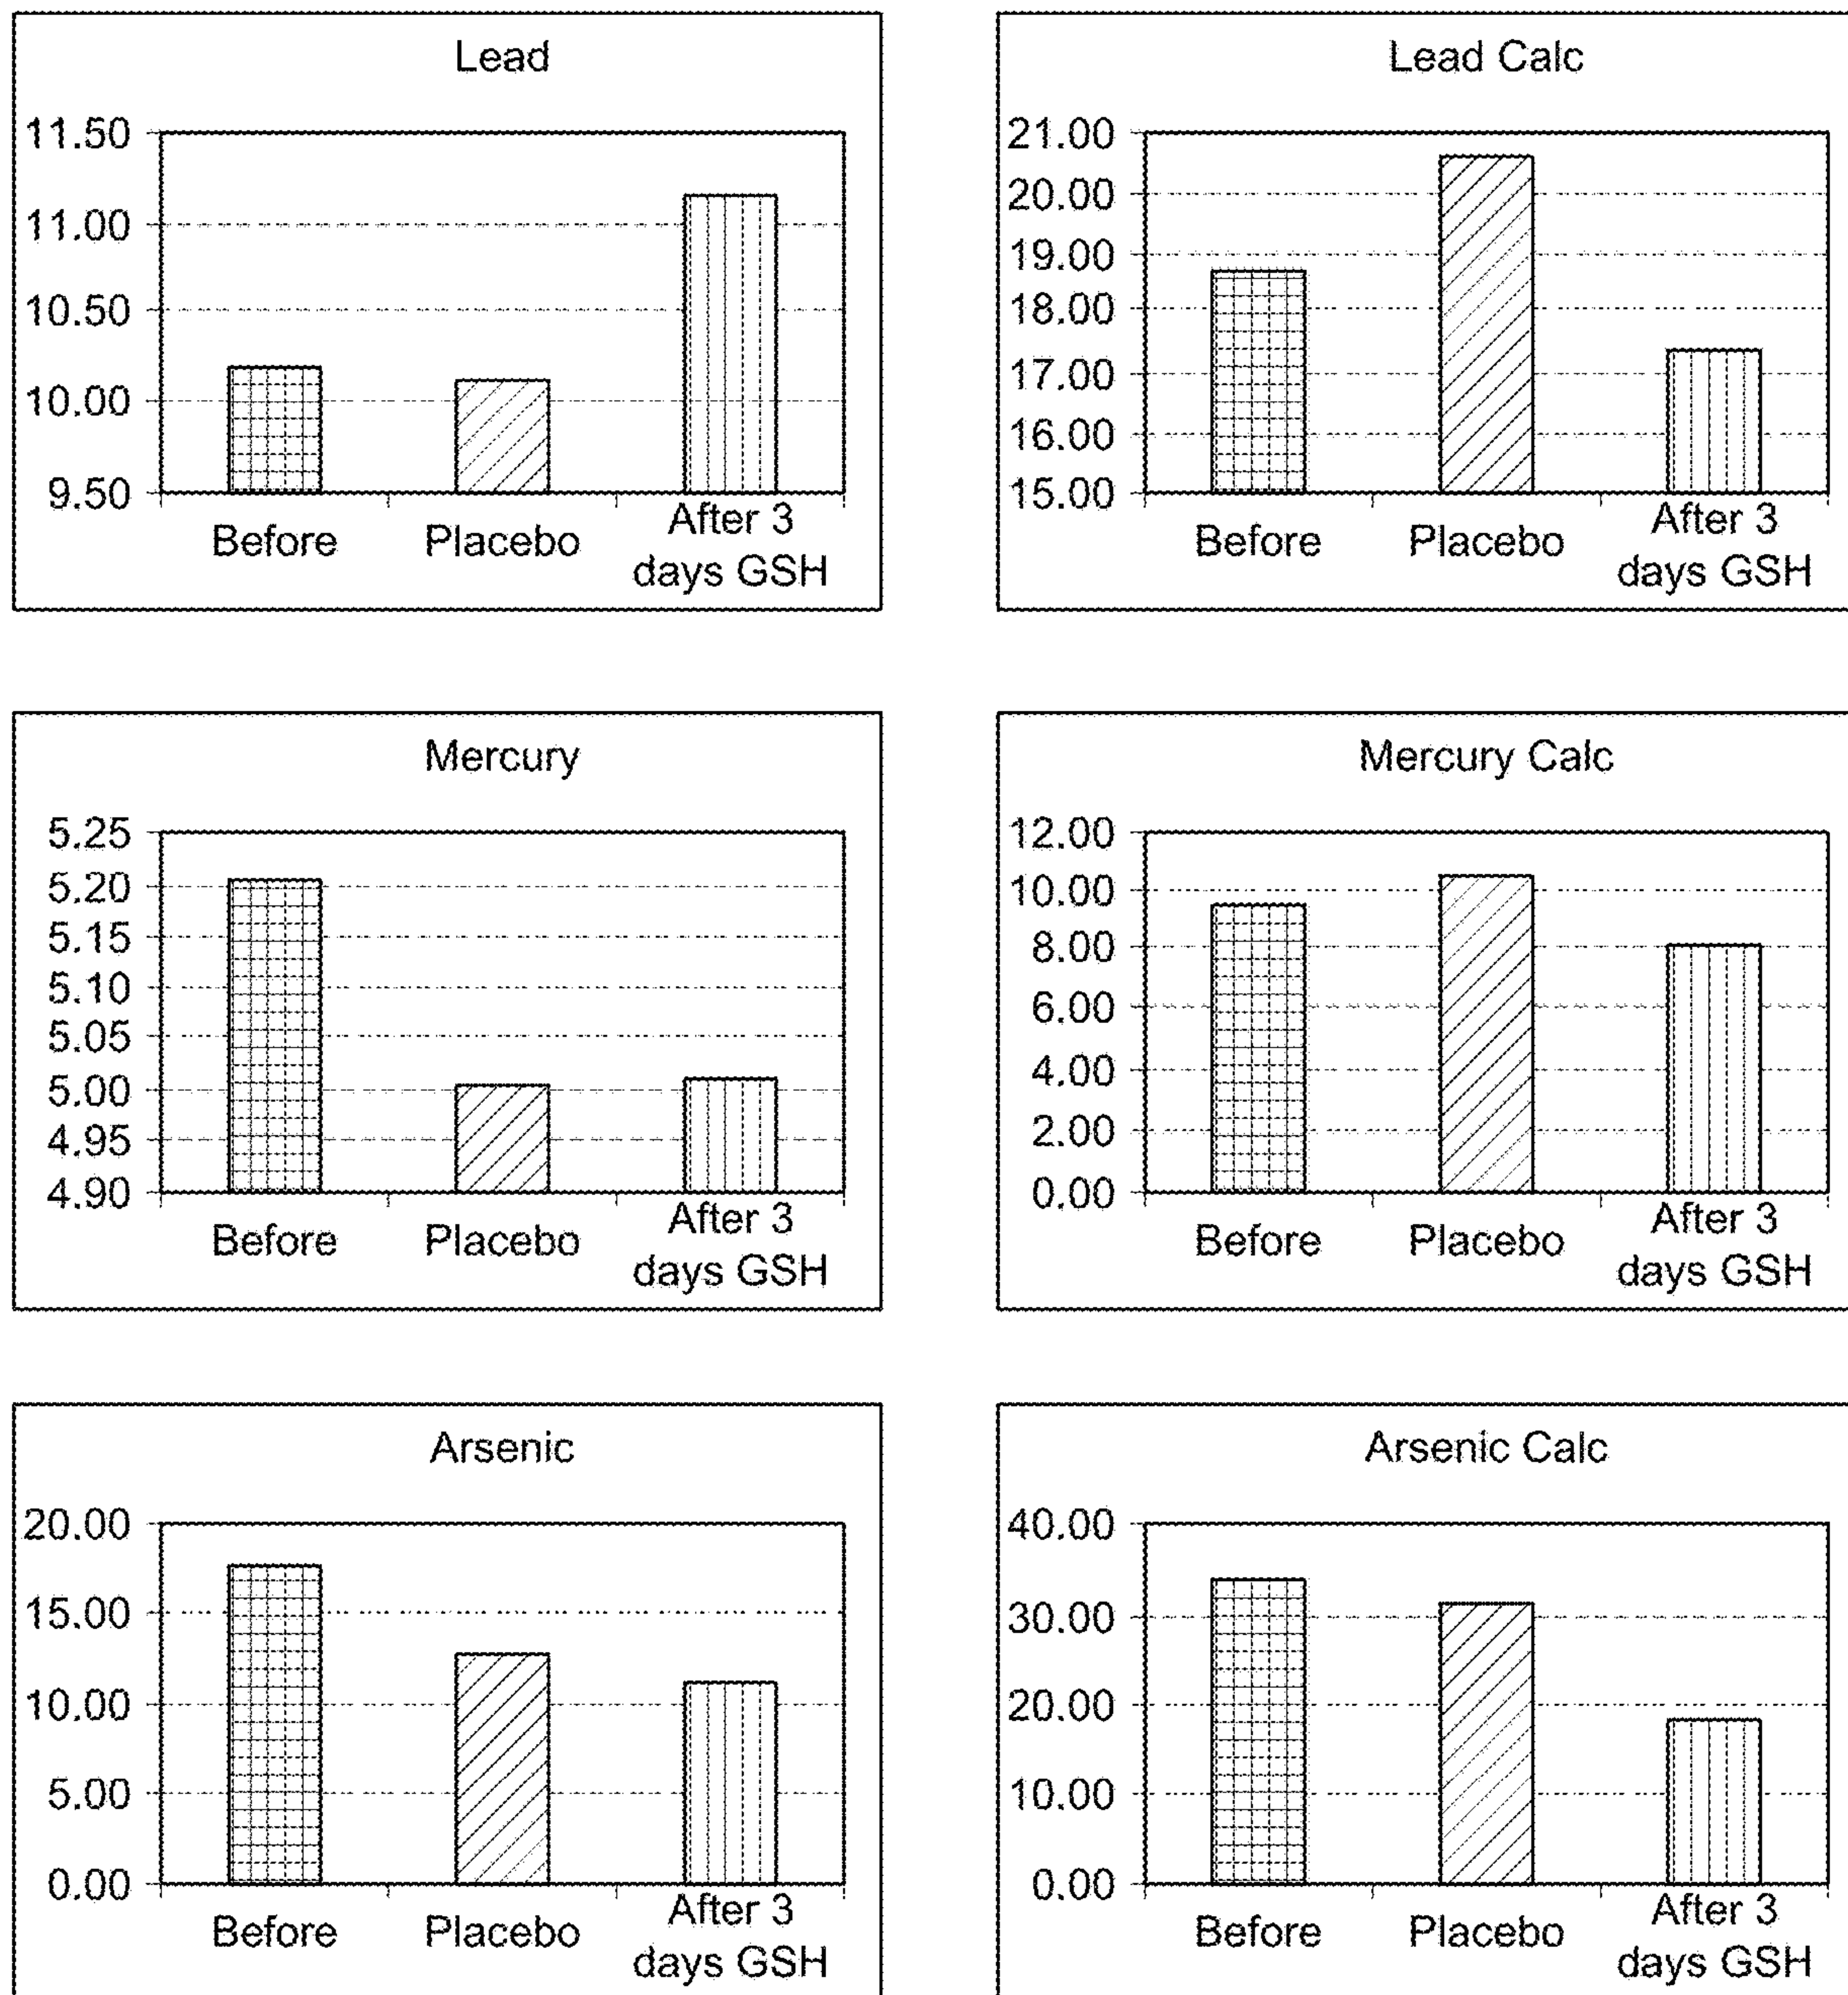 Lead
11.50
11.00
10.50
10.00
9.50
Before Placebo After 3
days GSH
Lead Calc
21.00
20.00
19.00
18.00
17.00
16.00
15.00
Before Placebo After 3
days GSH
Mercury
5.25
5.20
5.15
5.10
5.05
5.00
4.95
4.90
Before Placebo After 3
days GSH
Mercury Calc
12.00
10.00
8.00
6.00
4.00
2.00
0.00
Before Placebo After 3
days GSH
Arsenic
20.00
15.00
10.00
5.00
0.00
Before Placebo After 3
days GSH
Arsenic Calc
40.00
30.00
20.00
10.00
0.00
Before Placebo After 3
days GSH